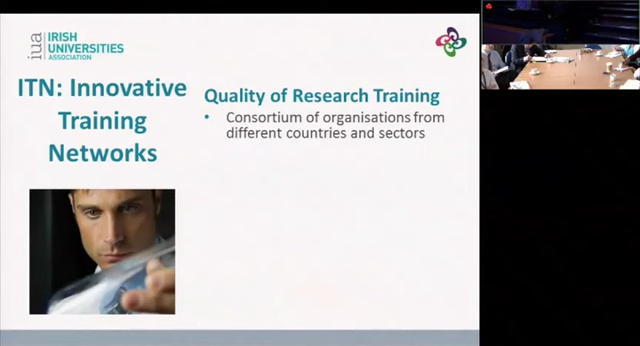 iua
IRISH
UNIVERSITIES
ASSOCIATION
ITN: Innovative
Training
Networks
Quality of Research Training
• Consortium of organisations from
different countries and sectors